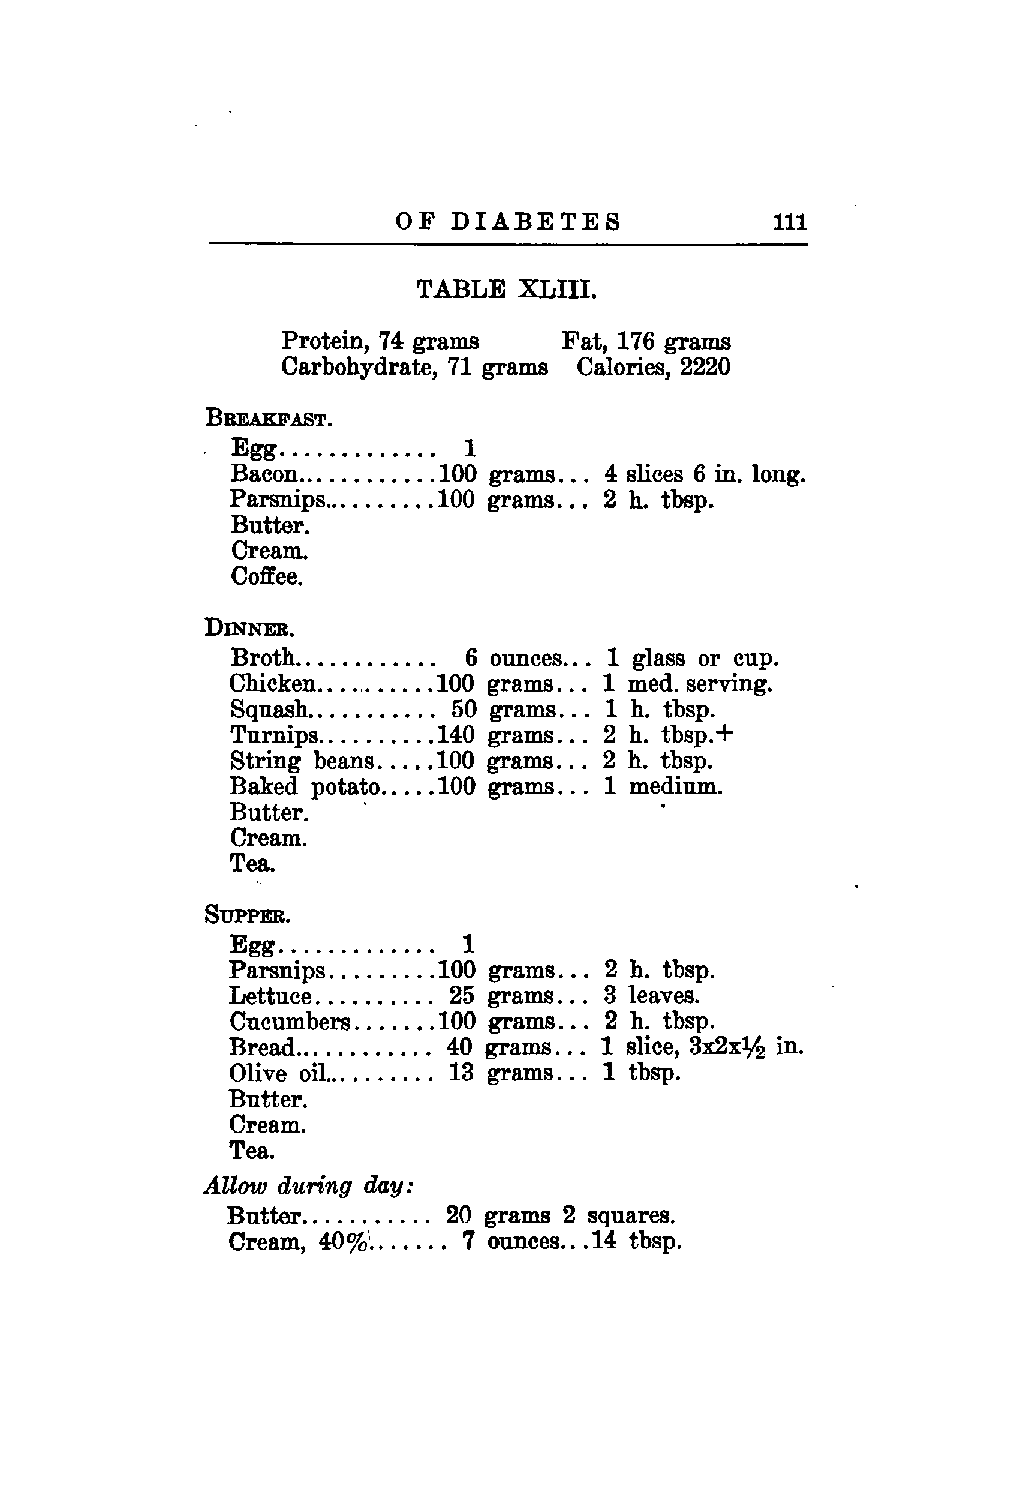 OF DIABETES 111
TABLE XLIII.
Protein, 74 grams Fat, 176 grams
Carbohydrate, 71 grams Calories, 2220
BREAKFAST.
Egg............. 1
Bacon...........100 grams... 4 slices 6 in. long.
Parsnips.........100 grams... 2 h. tbsp.
Butter.
Cream.
Coffee.
DINNER.
Broth............ 6 ounces... 1 glass or cup.
Chicken..........100 grams... 1 med. serving.
Squash........... 50 grams... 1 h. tbsp.
Turnips..........140 grams... 2 h. tbsp.+
String beans.....100 grams... 2 h. tbsp.
Baked potato.....100 grams... 1 medium.
Butter.
Cream.
Tea.
SUPPER.
Egg............. 1
Parsnips.........100 grams... 2 h. tbsp.
Lettuce.......... 25 grams... 3 leaves.
Cucumbers.......100 grams... 2 h. tbsp.
Bread............ 40 grams... 1 slice, 3x2x½ in.
Olive oil.......... 13 grams... 1 tbsp.
Butter.
Cream.
Tea.
Allow during day:
Butter........... 20 grams 2 squares.
Cream, 40%....... 7 ounces...14 tbsp.